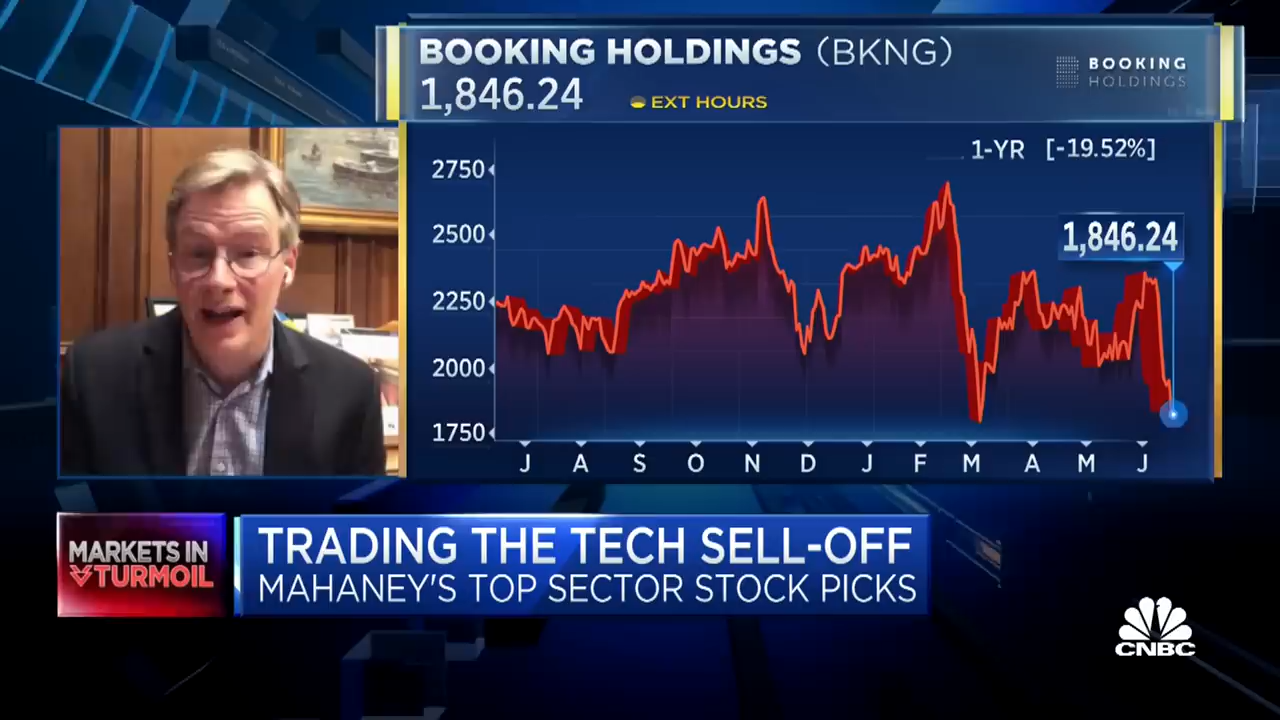 BOOKING HOLDINGS (BKNG)
1,846.24
EXT HOURS
BOOKING
HOLDINGS
1-YR [-19.52%]
2750
2500
2250
2000
1750
1,846.24
J A S O N D J F M A M J
MARKETS IN
TURMOIL
TRADING THE TECH SELL-OFF
MAHANEY'S TOP SECTOR STOCK PICKS
CNBC